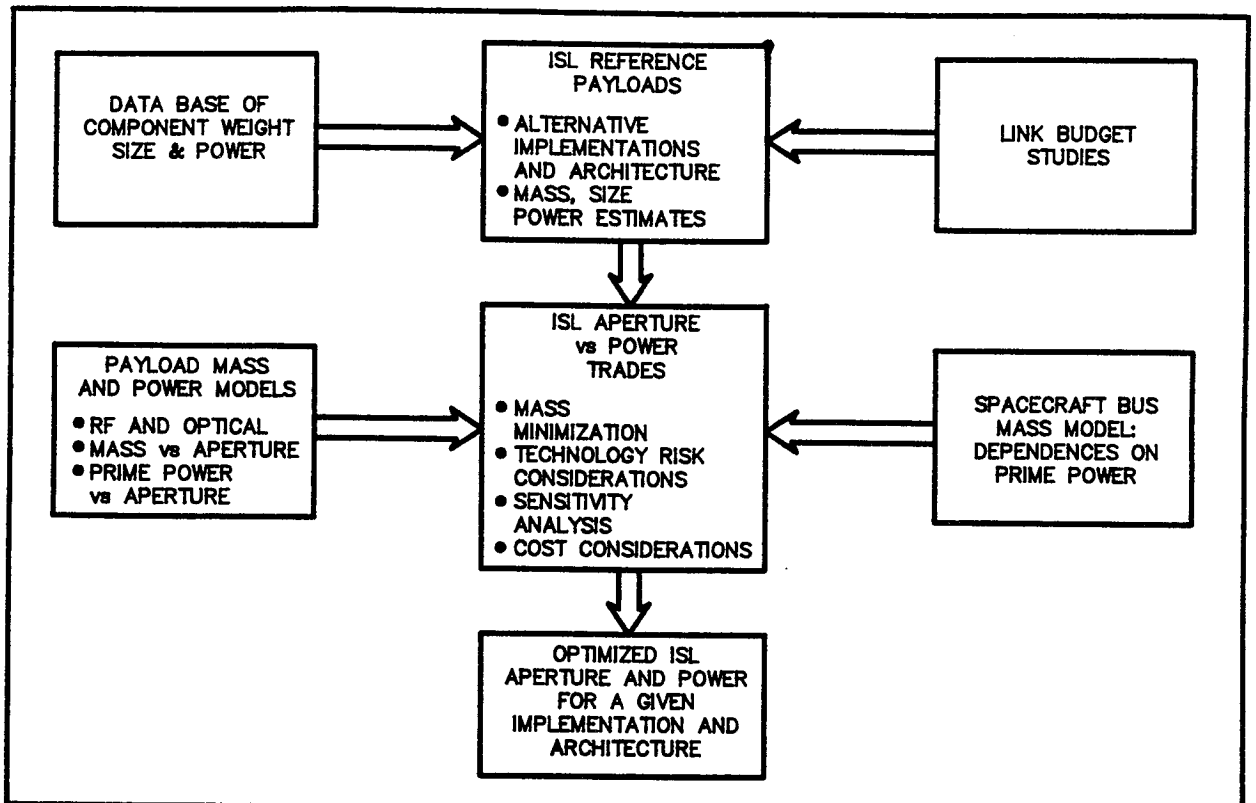 DATA BASE OF
COMPONENT WEIGHT
SIZE & POWER
ISL REFERENCE
PAYLOADS
● ALTERNATIVE
IMPLEMENTATIONS
AND ARCHITECTURE
● MASS, SIZE
POWER ESTIMATES
LINK BUDGET
STUDIES
PAYLOAD MASS
AND POWER MODELS
● RF AND OPTICAL
● MASS vs APERTURE
● PRIME POWER
vs APERTURE
ISL APERTURE
vs POWER
TRADES
● MASS
MINIMIZATION
● TECHNOLOGY RISK
CONSIDERATIONS
● SENSITIVITY
ANALYSIS
● COST CONSIDERATIONS
SPACECRAFT BUS
MASS MODEL:
DEPENDENCES ON
PRIME POWER
OPTIMIZED ISL
APERTURE AND POWER
FOR A GIVEN
IMPLEMENTATION AND
ARCHITECTURE